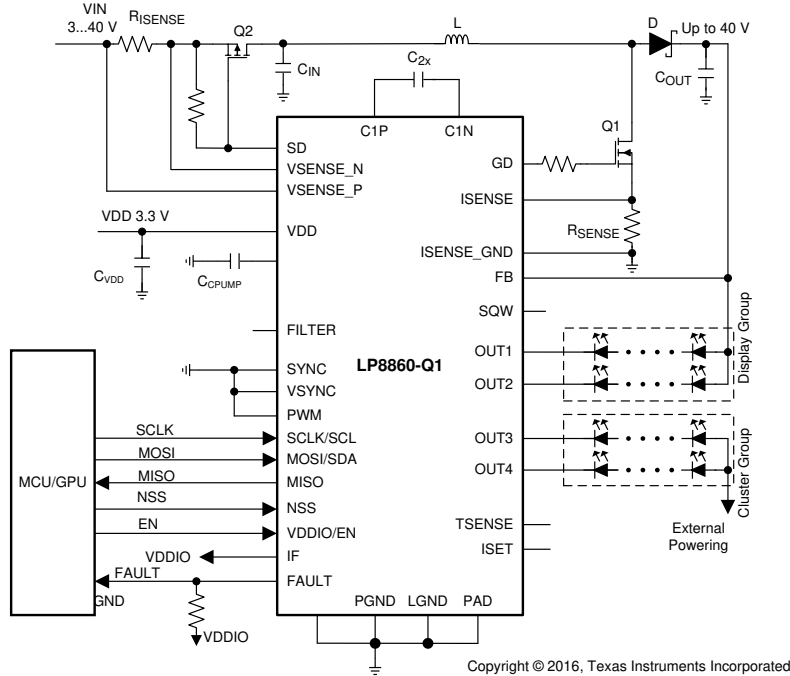 VIN
3...40 V
RISENSE
Q2
L
D
Up to 40 V
CIN
C2x
COUT
C1P
C1N
Q1
SD
VSENSE_N
VSENSE_P
GD
ISENSE
RSENSE
VDD 3.3 V
VDD
ISENSE_GND
CVDD
CCPUMP
FB
SQW
FILTER
LP8860-Q1
OUT1
OUT2
Display Group
SYNC
VSYNC
PWM
MCU/GPU
SCLK
SCLK/SCL
MOSI
MOSI/SDA
MISO
MISO
NSS
NSS
EN
VDDIO/EN
VDDIO
IF
FAULT
FAULT
GND
VDDIO
OUT3
OUT4
Cluster Group
TSENSE
ISET
External
Powering
PGND
LGND
PAD
Copyright © 2016, Texas Instruments Incorporated